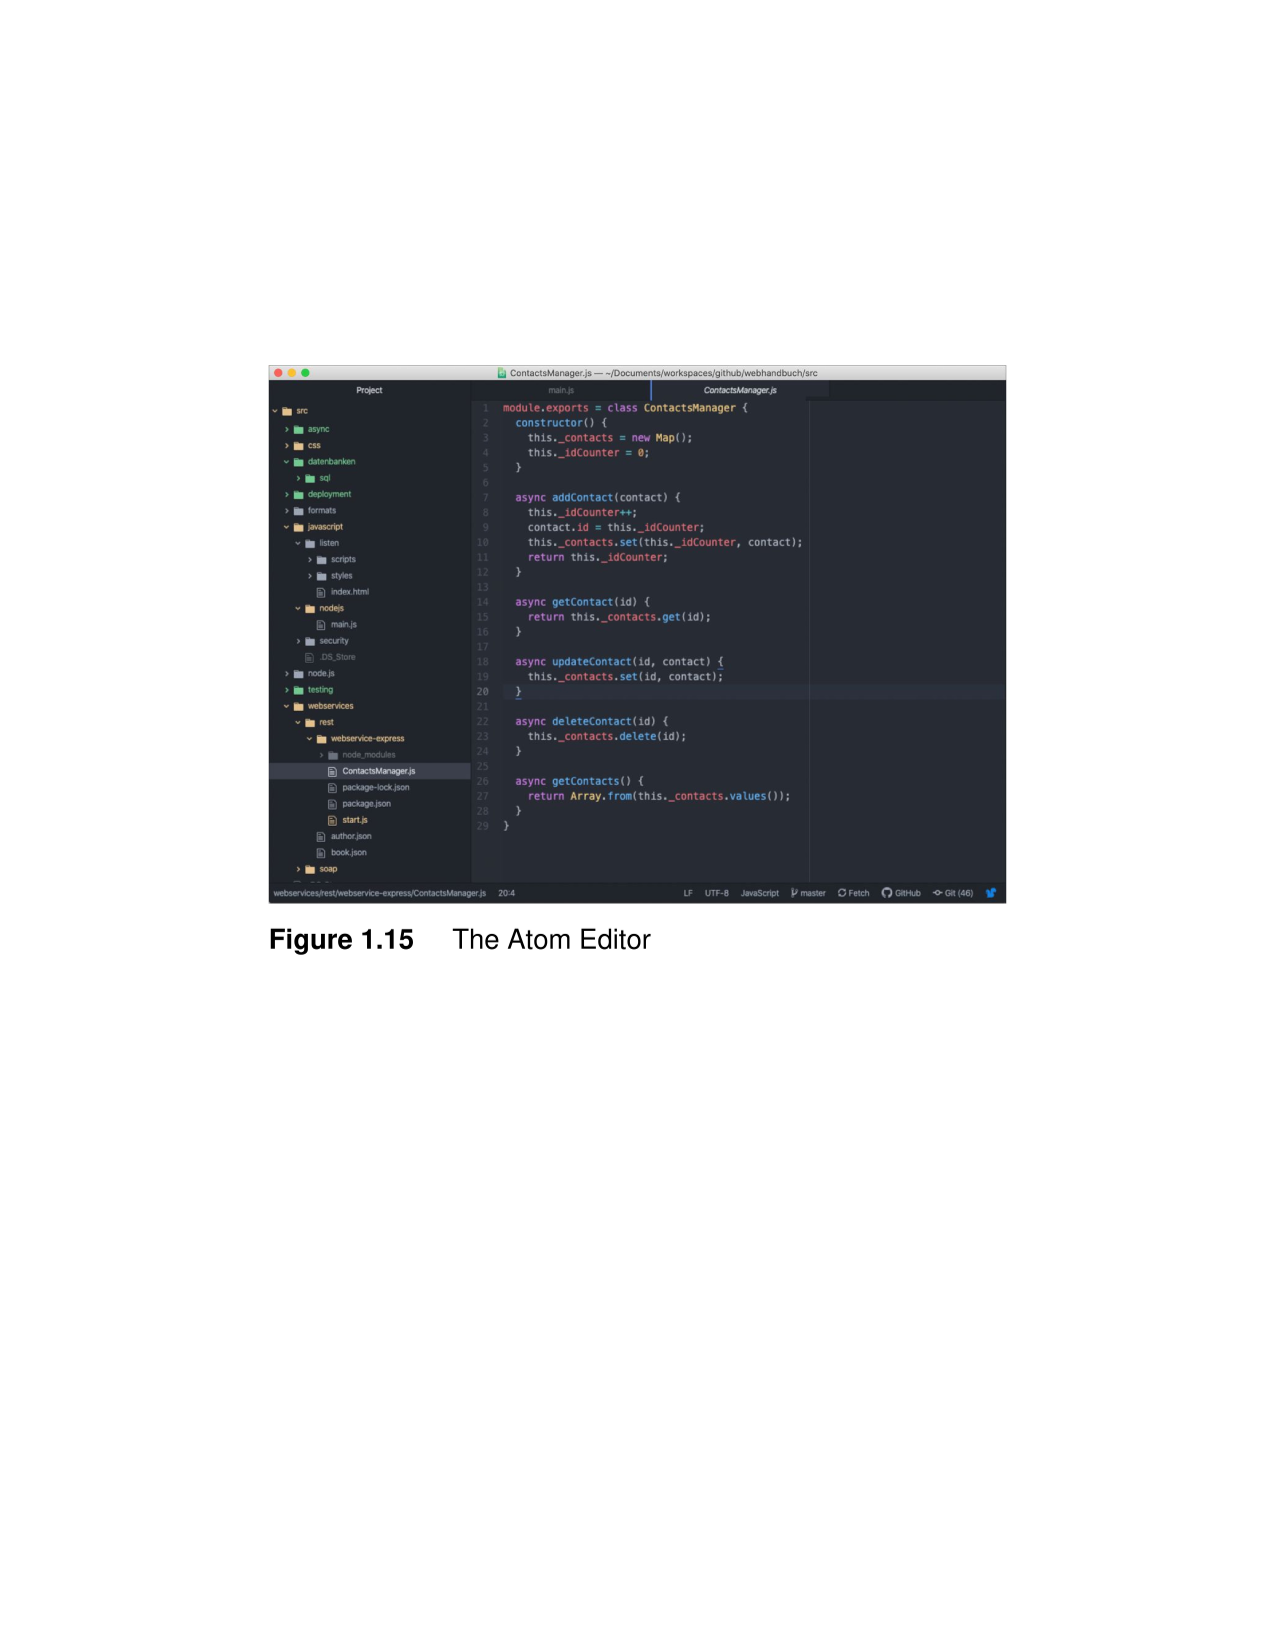 ContactsManager.js — ~/Documents/workspaces/github/webhandbuch/src
Project
main.js
ContactsManager.js
src
async
css
datenbanken
sql
deployment
formats
javascript
listen
scripts
styles
index.html
nodejs
main.js
security
.DS_Store
node.js
testing
webservices
rest
webservice-express
node_modules
ContactsManager.js
package-lock.json
package.json
start.js
author.json
book.json
soap
1 module.exports = class ContactsManager {
2   constructor() {
3     this._contacts = new Map();
4     this._idCounter = 0;
5   }
6
7   async addContact(contact) {
8     this._idCounter++;
9     contact.id = this._idCounter;
10     this._contacts.set(this._idCounter, contact);
11     return this._idCounter;
12   }
13
14   async getContact(id) {
15     return this._contacts.get(id);
16   }
17
18   async updateContact(id, contact) {
19     this._contacts.set(id, contact);
20   }
21
22   async deleteContact(id) {
23     this._contacts.delete(id);
24   }
25
26   async getContacts() {
27     return Array.from(this._contacts.values());
28   }
29 }
webservices/rest/webservice-express/ContactsManager.js 20:4 LF UTF-8 JavaScript master Fetch GitHub Git (46)
Figure 1.15 The Atom Editor